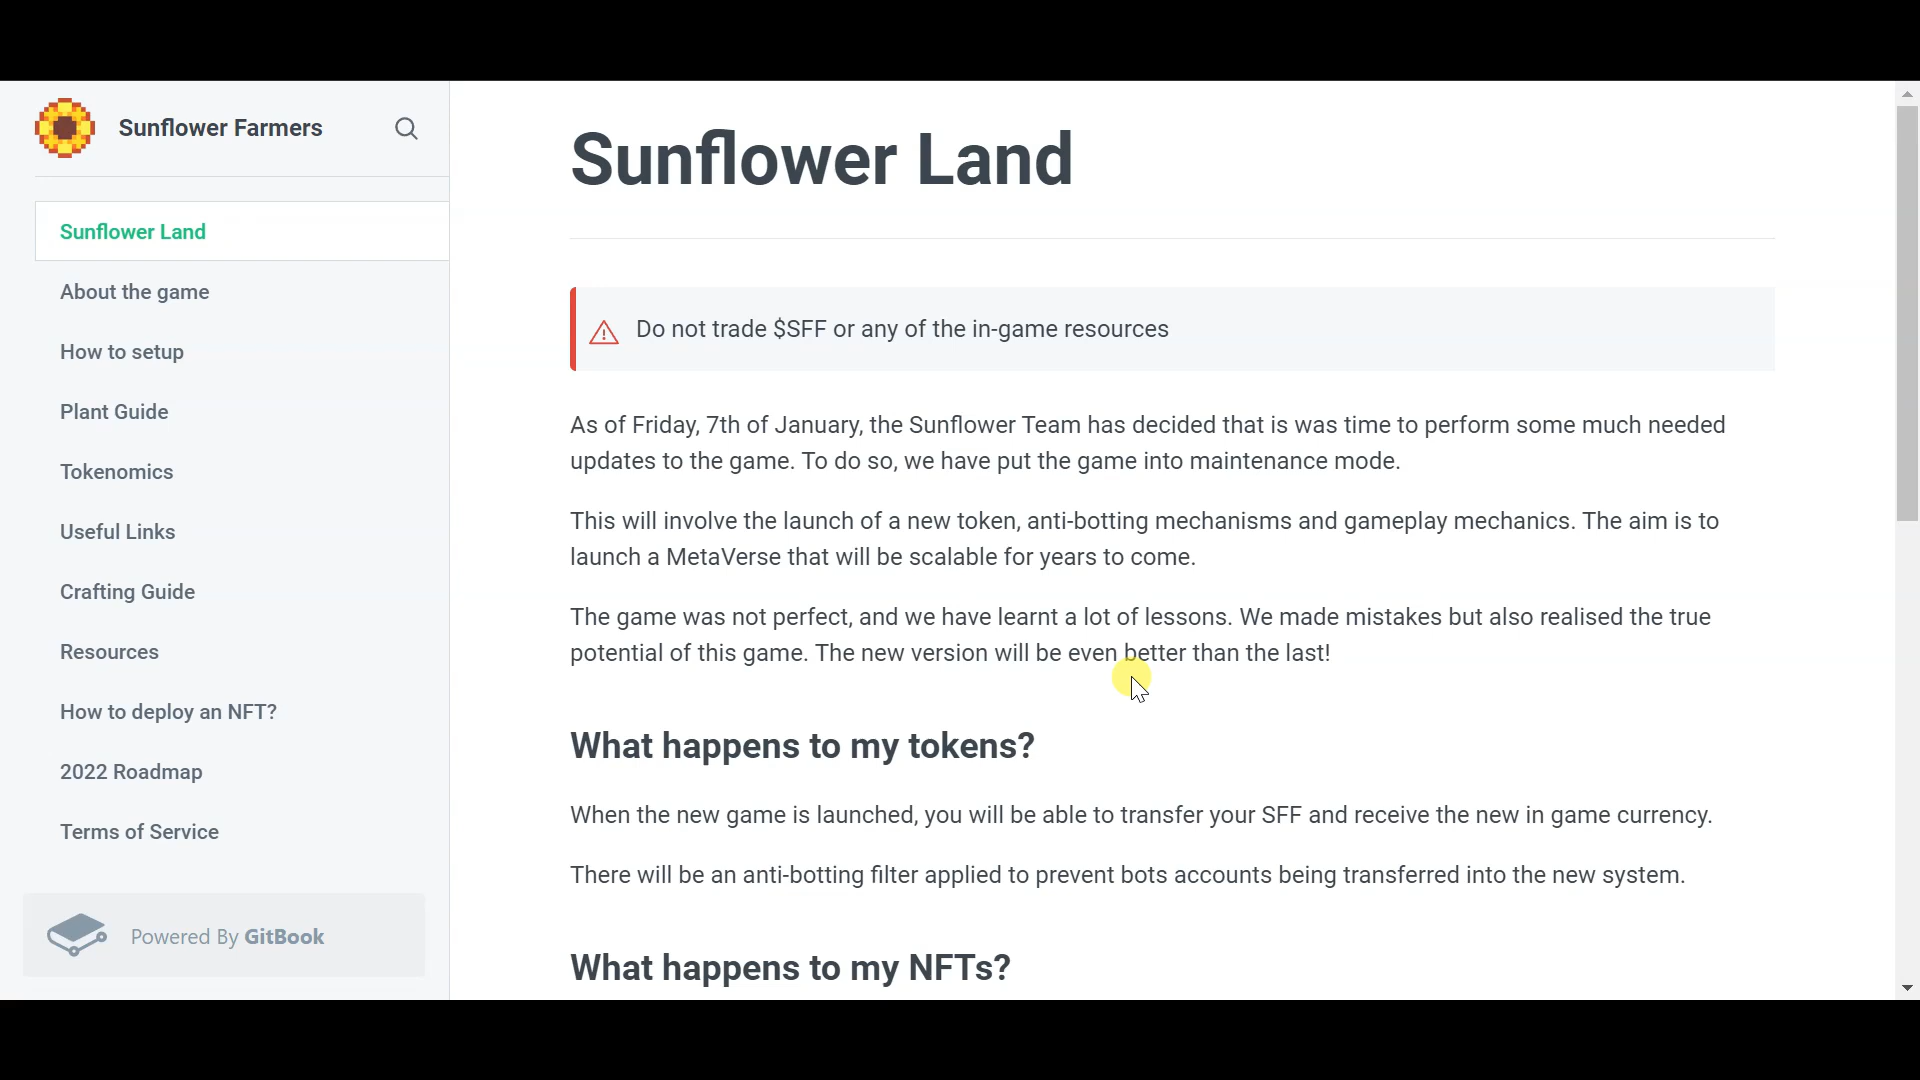 Sunflower Farmers
Sunflower Land
About the game
How to setup
Plant Guide
Tokenomics
Useful Links
Crafting Guide
Resources
How to deploy an NFT?
2022 Roadmap
Terms of Service
Powered By GitBook
Sunflower Land
Do not trade $SFF or any of the in-game resources
As of Friday, 7th of January, the Sunflower Team has decided that is was time to perform some much needed
updates to the game. To do so, we have put the game into maintenance mode.
This will involve the launch of a new token, anti-botting mechanisms and gameplay mechanics. The aim is to
launch a MetaVerse that will be scalable for years to come.
The game was not perfect, and we have learnt a lot of lessons. We made mistakes but also realised the true
potential of this game. The new version will be even better than the last!
What happens to my tokens?
When the new game is launched, you will be able to transfer your SFF and receive the new in game currency.
There will be an anti-botting filter applied to prevent bots accounts being transferred into the new system.
What happens to my NFTs?